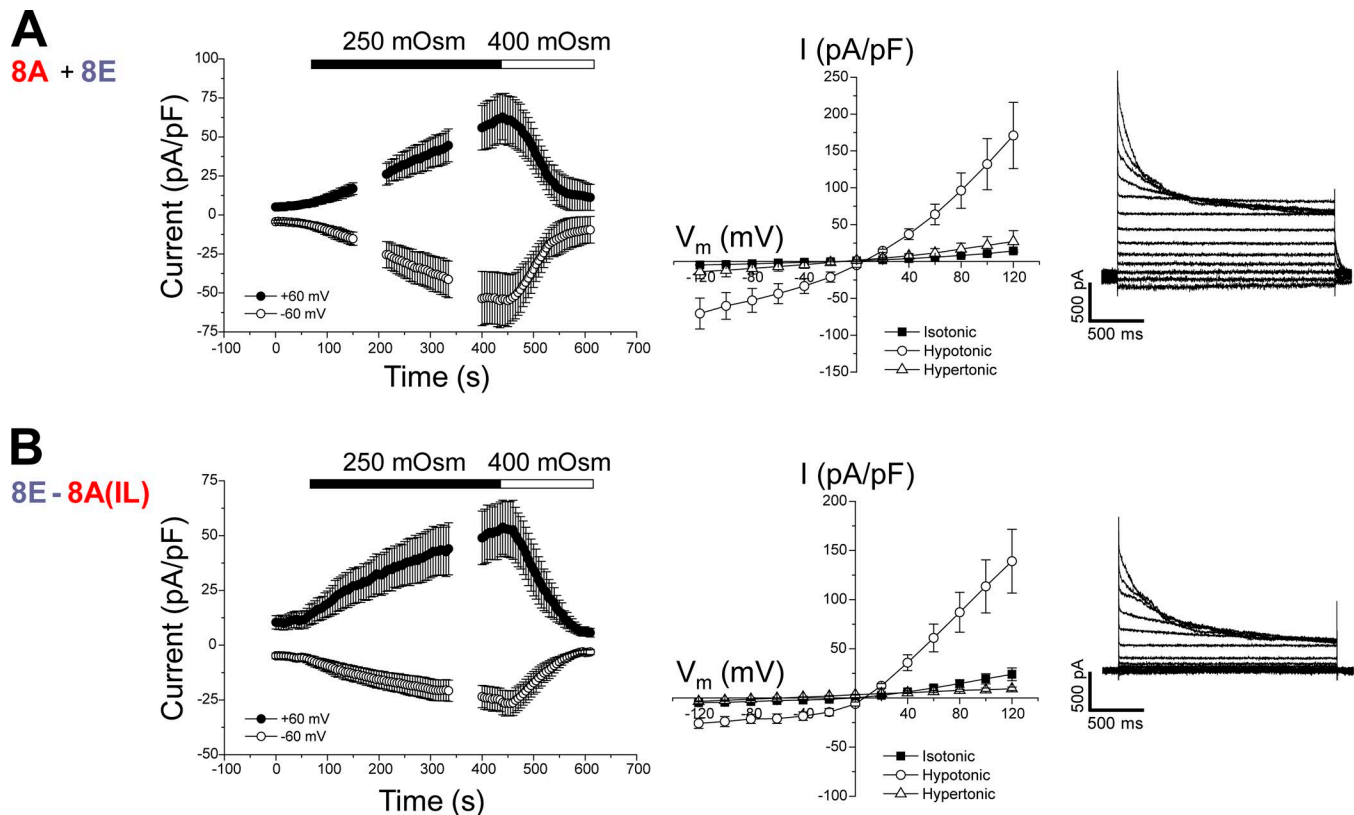 A
8A + 8E
250 mOsm 400 mOsm
Current (pA/pF)
100
75
50
25
0
-25
-50
-75
-100 0 100 200 300 400 500 600 700
Time (s)
+60 mV
-60 mV
I (pA/pF)
250
200
150
100
50
-50
-100
-150
Vm (mV)
-120 -80 -40 40 80 120
Isotonic
Hypotonic
Hypertonic
500 pA
500 ms
B
8E - 8A(IL)
250 mOsm 400 mOsm
Current (pA/pF)
75
50
25
0
-25
-50
-100 0 100 200 300 400 500 600 700
Time (s)
+60 mV
-60 mV
I (pA/pF)
200
150
100
50
-50
-100
Vm (mV)
-120 -80 -40 40 80 120
Isotonic
Hypotonic
Hypertonic
500 pA
500 ms